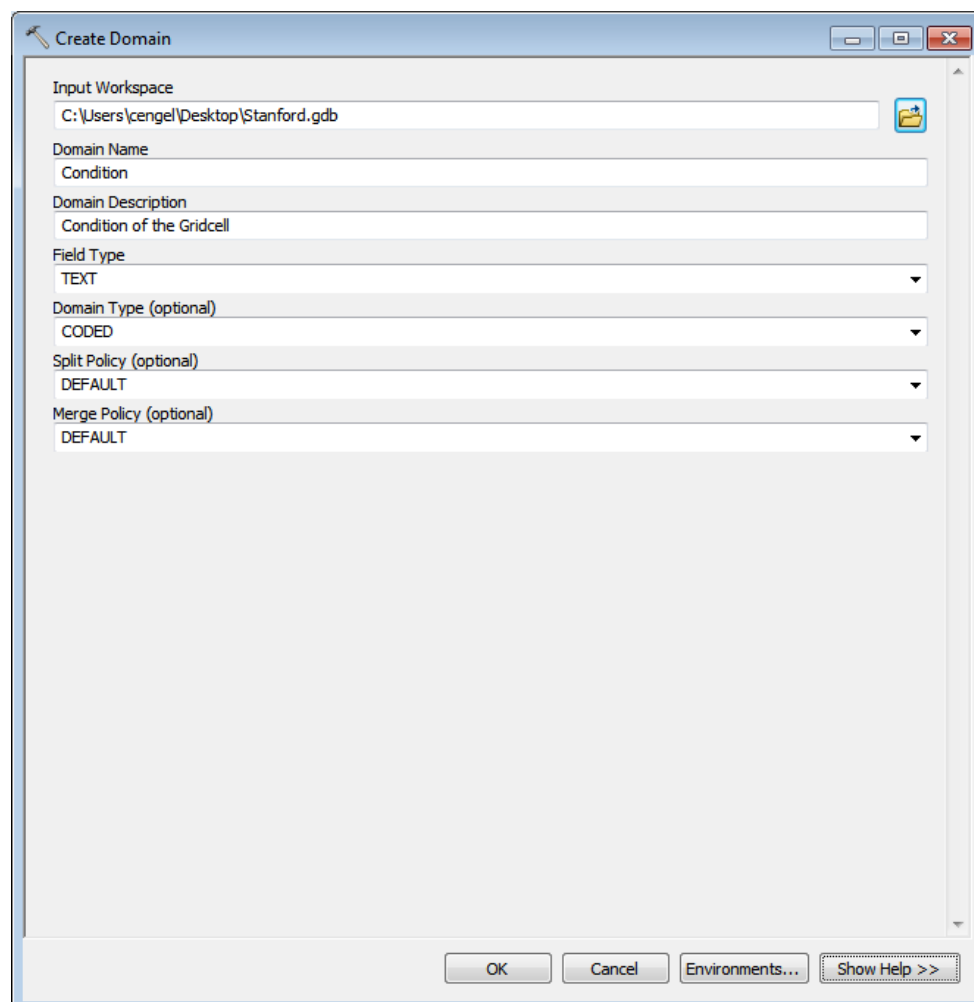 Create Domain
Input Workspace
C:\Users\cengel\Desktop\Stanford.gdb
Domain Name
Condition
Domain Description
Condition of the Gridcell
Field Type
TEXT
Domain Type (optional)
CODED
Split Policy (optional)
DEFAULT
Merge Policy (optional)
DEFAULT
OK Cancel Environments... Show Help >>